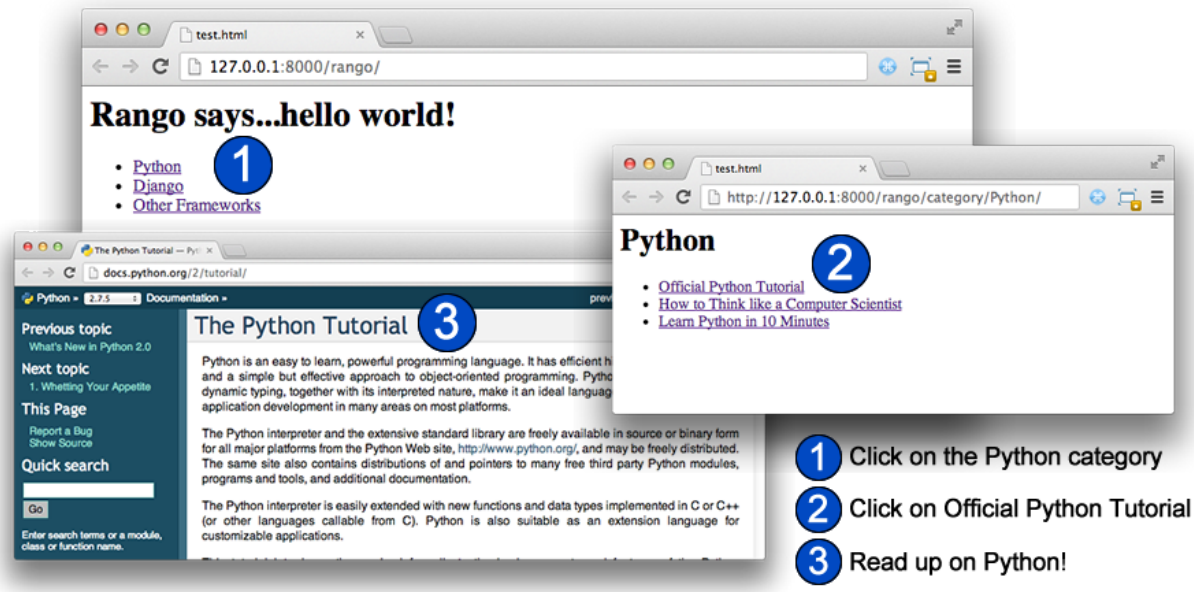 test.html
127.0.0.1:8000/rango/
Rango says...hello world!
1
• Python
• Django
• Other Frameworks
test.html
http://127.0.0.1:8000/rango/category/Python/
Python
2
• Official Python Tutorial
• How to Think like a Computer Scientist
• Learn Python in 10 Minutes
The Python Tutorial — Pyt
docs.python.org/2/tutorial/
Python » 2.7.5 Documentation »
Previous topic
What's New in Python 2.0
Next topic
1. Whetting Your Appetite
This Page
Report a Bug
Show Source
Quick search
Go
Enter search terms or a module,
class or function name.
The Python Tutorial
3
Python is an easy to learn, powerful programming language. It has efficient
and a simple but effective approach to object-oriented programming.
dynamic typing, together with its interpreted nature, make it an ideal
application development in many areas on most platforms.
The Python interpreter and the extensive standard library are freely available in source or binary form
for all major platforms from the Python Web site, http://www.python.org/, and may be freely distributed.
The same site also contains distributions of and pointers to many free third party Python modules,
programs and tools, and additional documentation.
The Python interpreter is easily extended with new functions and data types implemented in C or C++
(or other languages callable from C). Python is also suitable as an extension language for
customizable applications.
1 Click on the Python category
2 Click on Official Python Tutorial
3 Read up on Python!